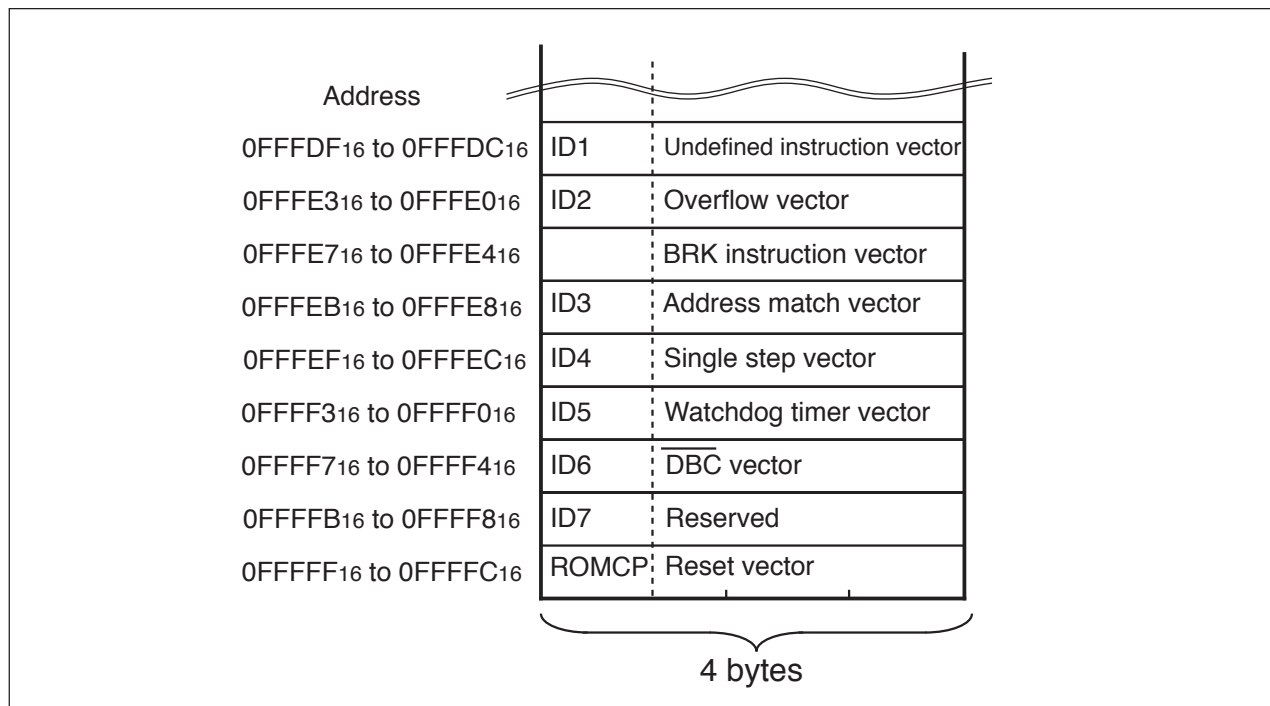 Address
0FFFDF16 to 0FFFDC16 ID1 Undefined instruction vector
0FFFE316 to 0FFFE016 ID2 Overflow vector
0FFFE716 to 0FFFE416 BRK instruction vector
0FFFEB16 to 0FFFE816 ID3 Address match vector
0FFFEF16 to 0FFFEC16 ID4 Single step vector
0FFFF316 to 0FFFF016 ID5 Watchdog timer vector
0FFFF716 to 0FFFF416 ID6 D̅B̅C̅ vector
0FFFFB16 to 0FFFF816 ID7 Reserved
0FFFFF16 to 0FFFFC16 ROMCP Reset vector
4 bytes